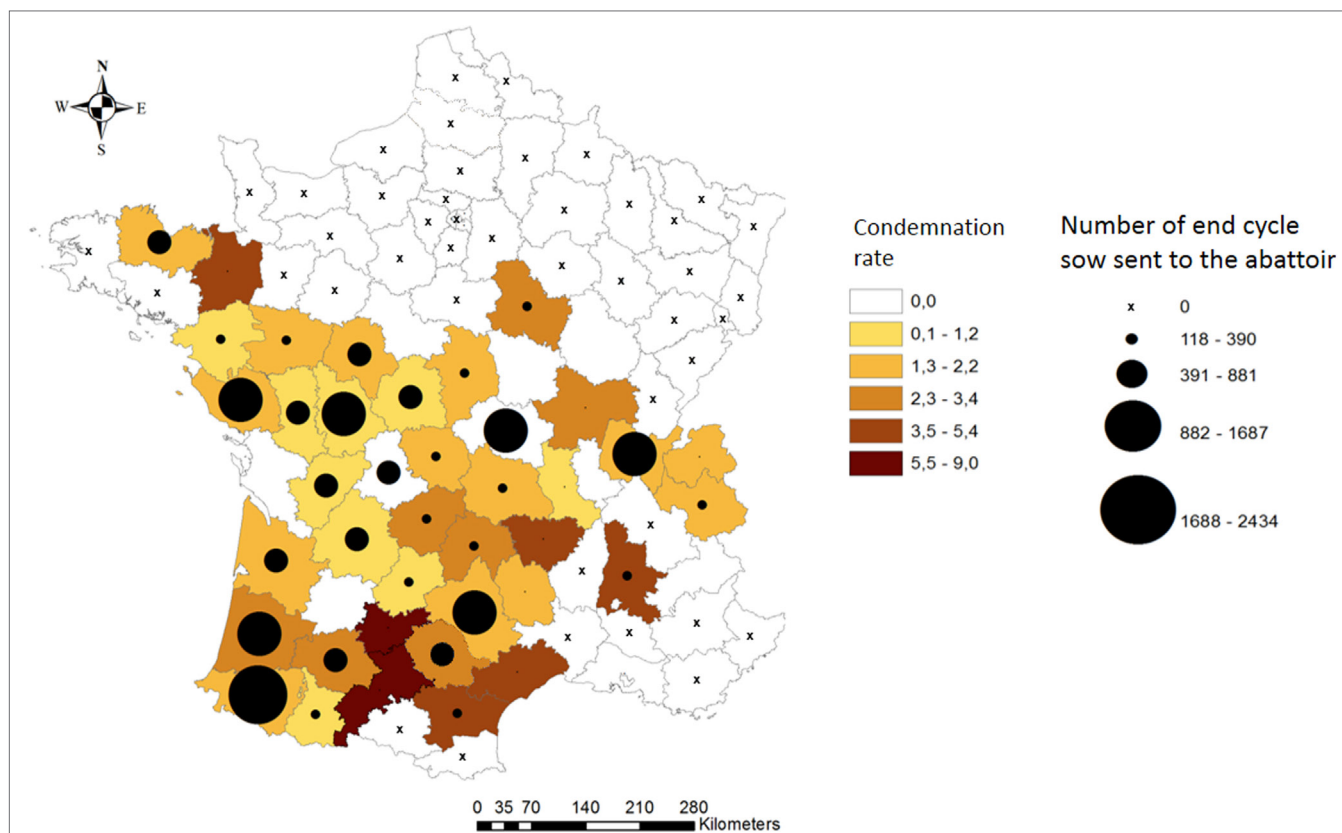 N
W E
S
Condemnation
rate
0,0
0,1 - 1,2
1,3 - 2,2
2,3 - 3,4
3,5 - 5,4
5,5 - 9,0
Number of end cycle
sow sent to the abattoir
x 0
118 - 390
391 - 881
882 - 1687
1688 - 2434
0 35 70 140 210 280
Kilometers